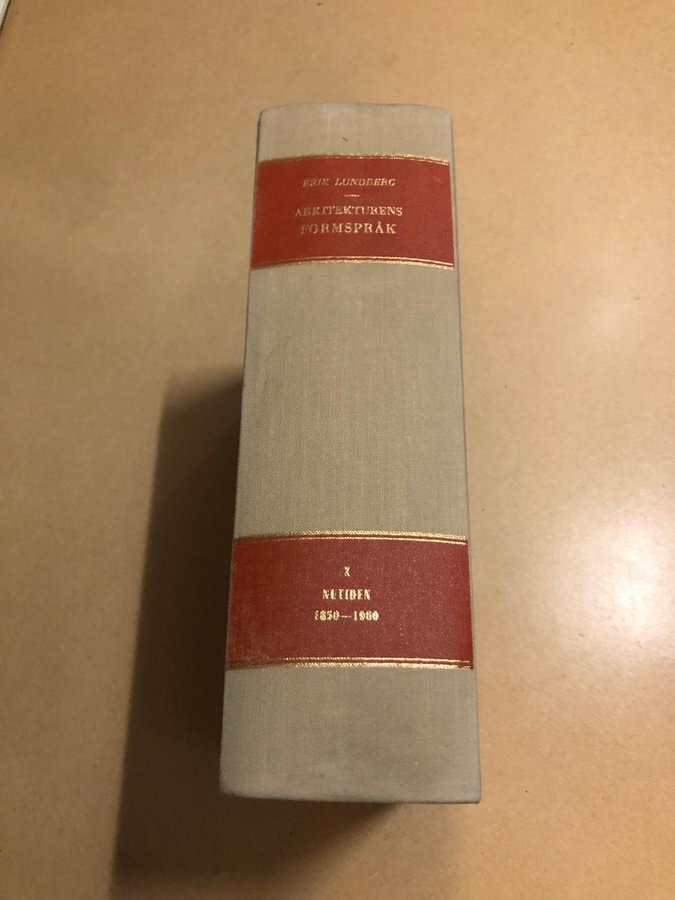 ERIK LUNDBERG
ARKITEKTURENS
FORMSPRÅK
X
NUTIDEN
1850—1960